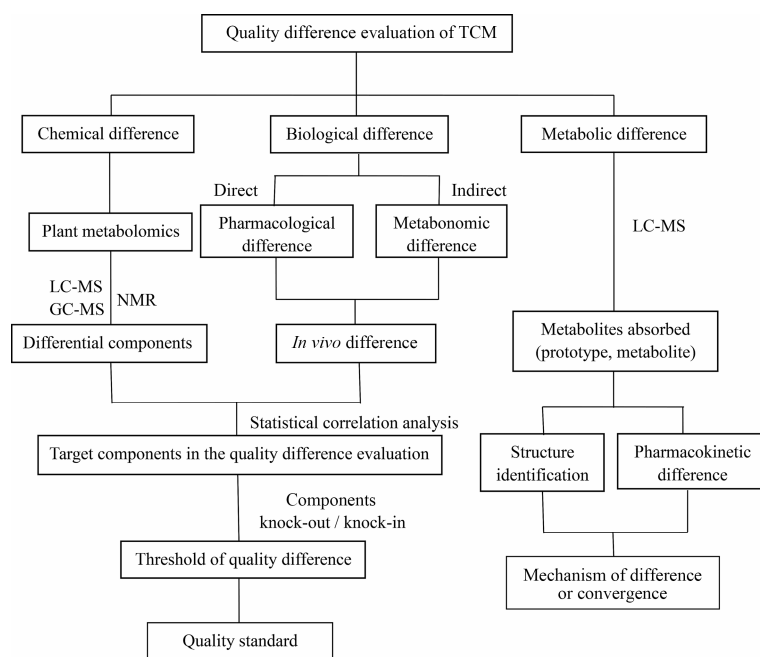 Quality difference evaluation of TCM
Chemical difference
Biological difference
Metabolic difference
Direct
Indirect
Plant metabolomics
Pharmacological
difference
Metabonomic
difference
LC-MS
LC-MS
GC-MS
NMR
Differential components
In vivo difference
Metabolites absorbed
(prototype, metabolite)
Statistical correlation analysis
Target components in the quality difference evaluation
Structure
identification
Pharmacokinetic
difference
Components
knock-out / knock-in
Threshold of quality difference
Mechanism of difference
or convergence
Quality standard